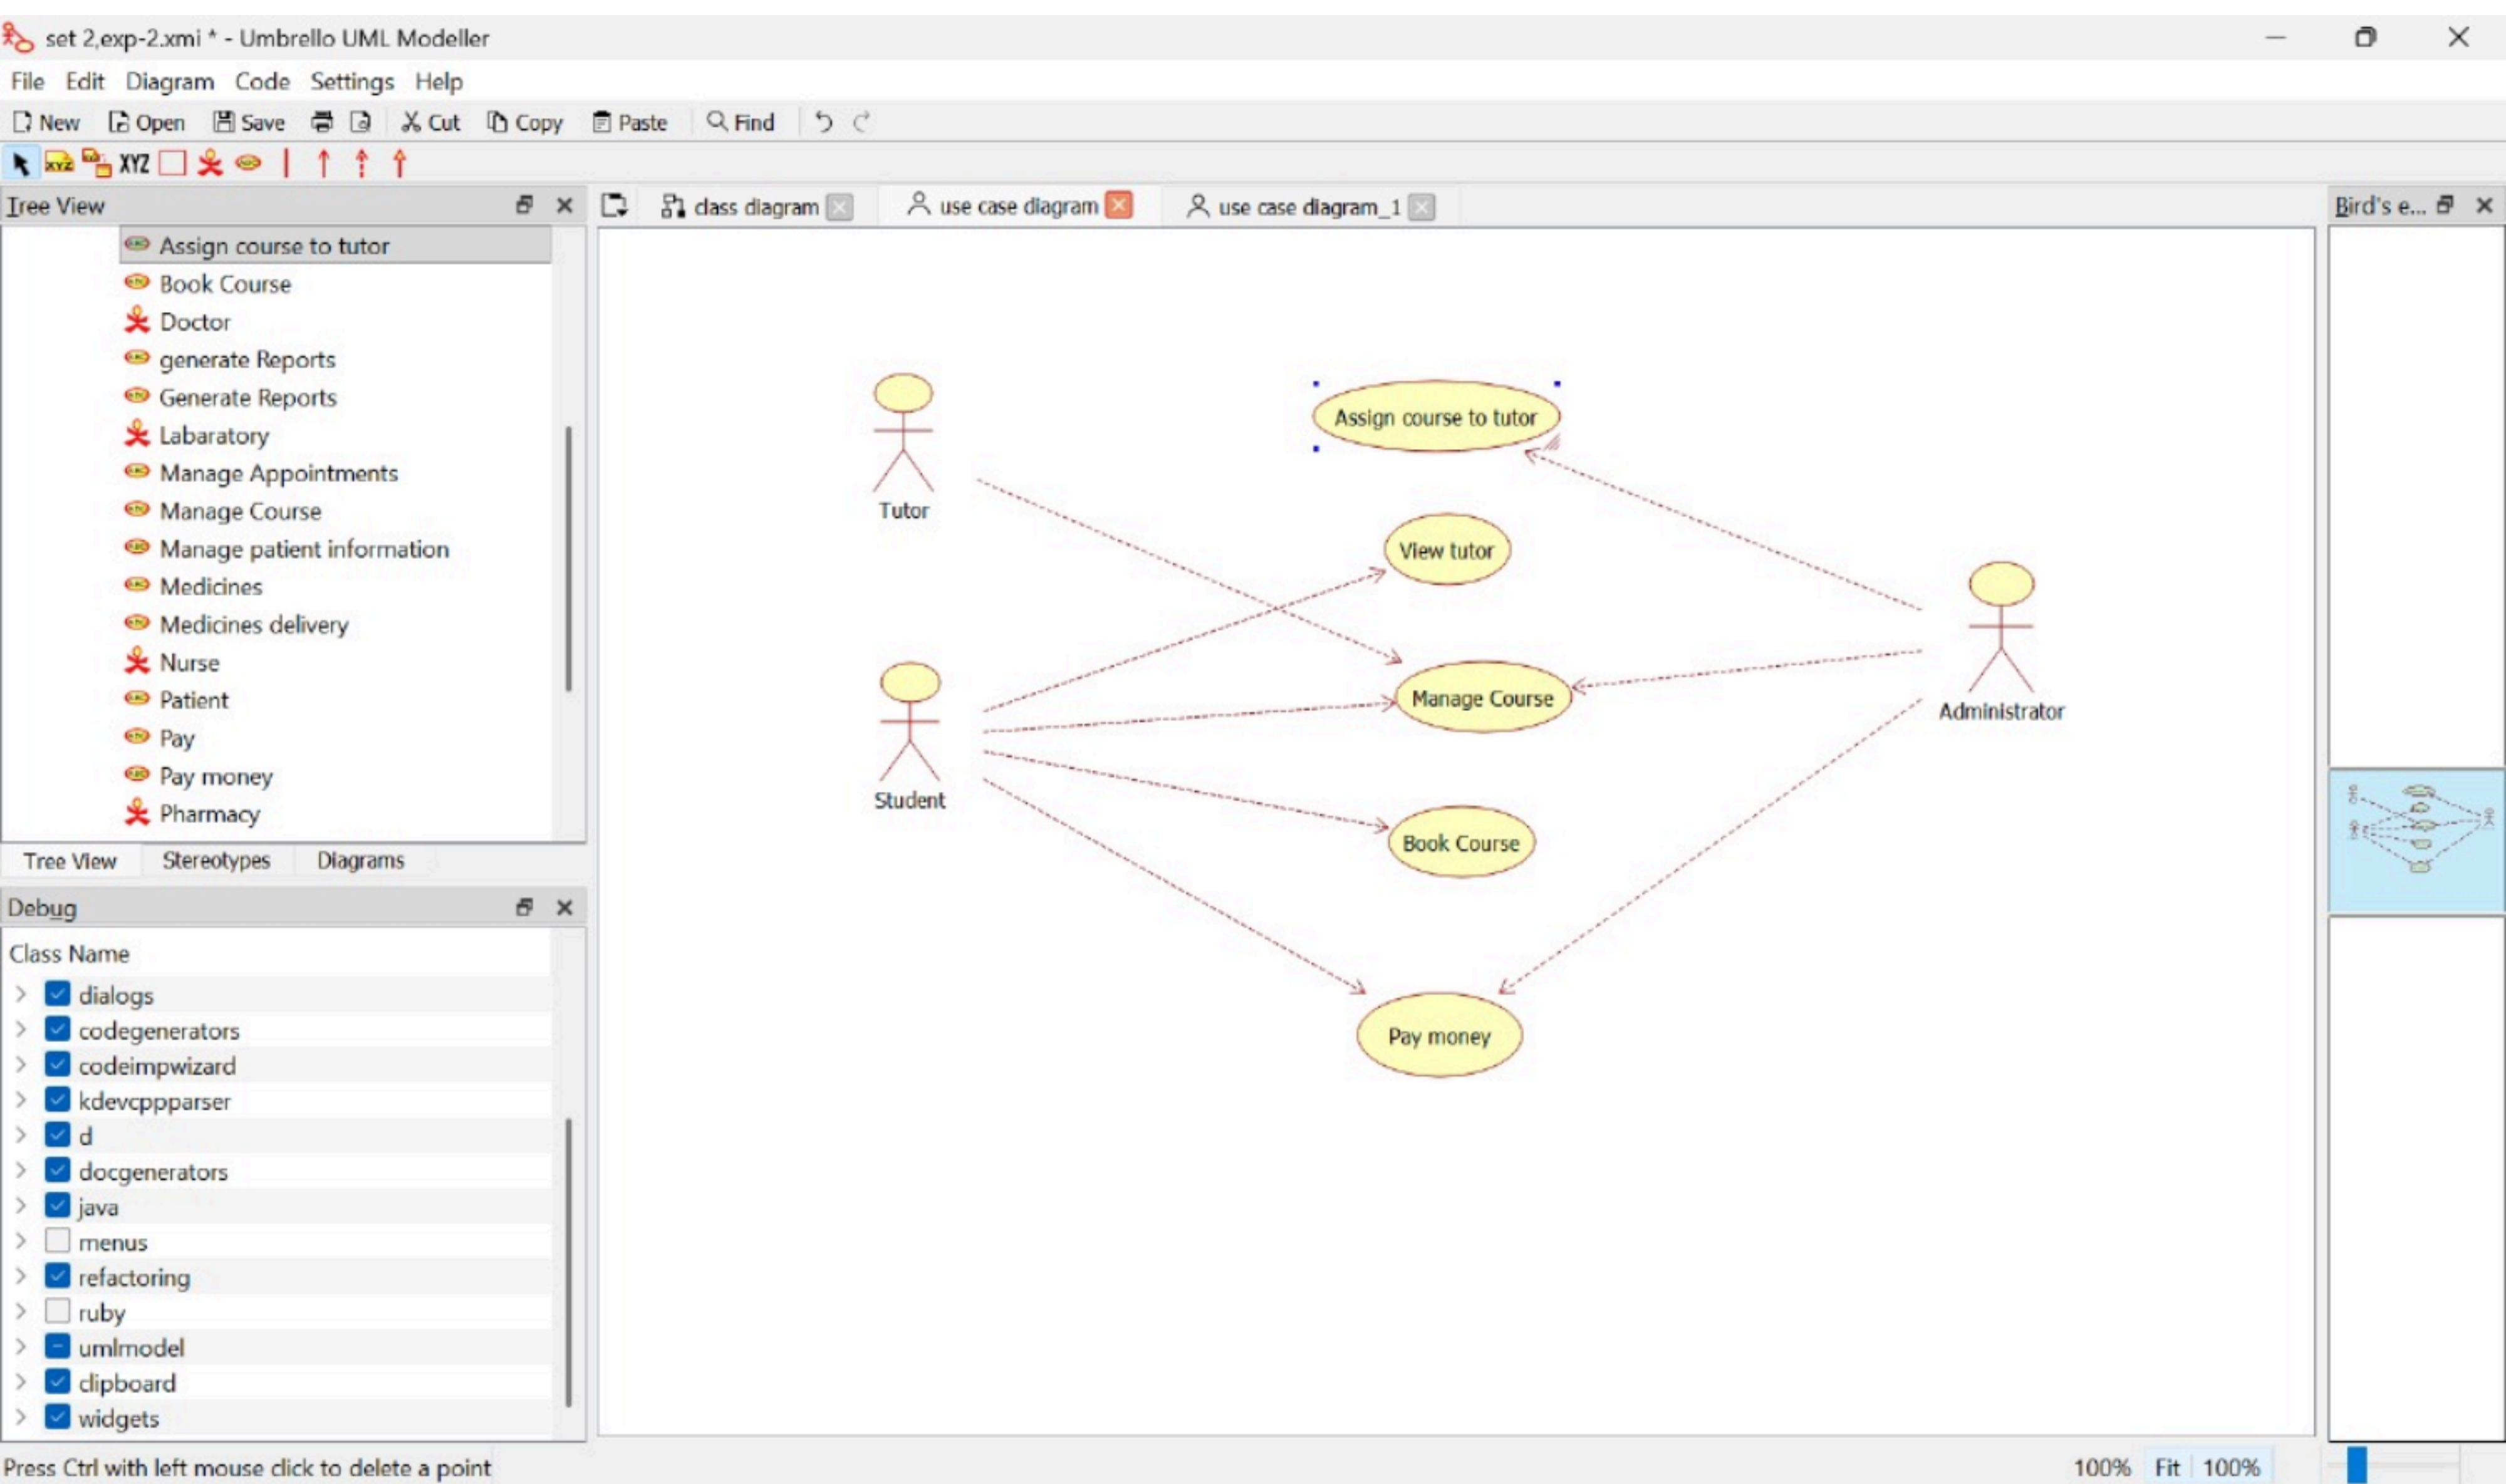 set 2,exp-2.xmi * - Umbrello UML Modeller
File Edit Diagram Code Settings Help
New Open Save Cut Copy Paste Find
XYZ XYZ
Tree View
Assign course to tutor
Book Course
Doctor
generate Reports
Generate Reports
Labaratory
Manage Appointments
Manage Course
Manage patient information
Medicines
Medicines delivery
Nurse
Patient
Pay
Pay money
Pharmacy
Tree View Stereotypes Diagrams
Debug
Class Name
dialogs
codegenerators
codeimpwizard
kdevcppparser
d
docgenerators
java
menus
refactoring
ruby
umlmodel
clipboard
widgets
class diagram use case diagram use case diagram_1
Assign course to tutor
Tutor
View tutor
Manage Course
Administrator
Student
Book Course
Pay money
Bird's e...
Press Ctrl with left mouse click to delete a point
100% Fit 100%